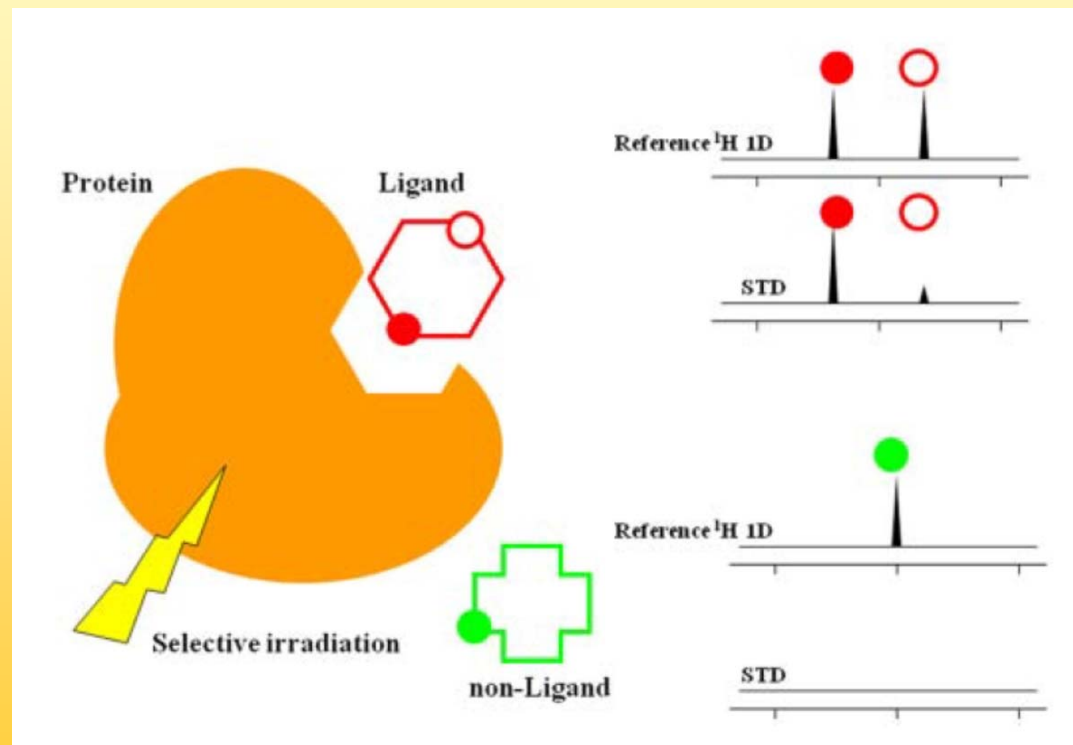 Protein
Ligand
Selective irradiation
non-Ligand
Reference ¹H 1D
STD
Reference ¹H 1D
STD